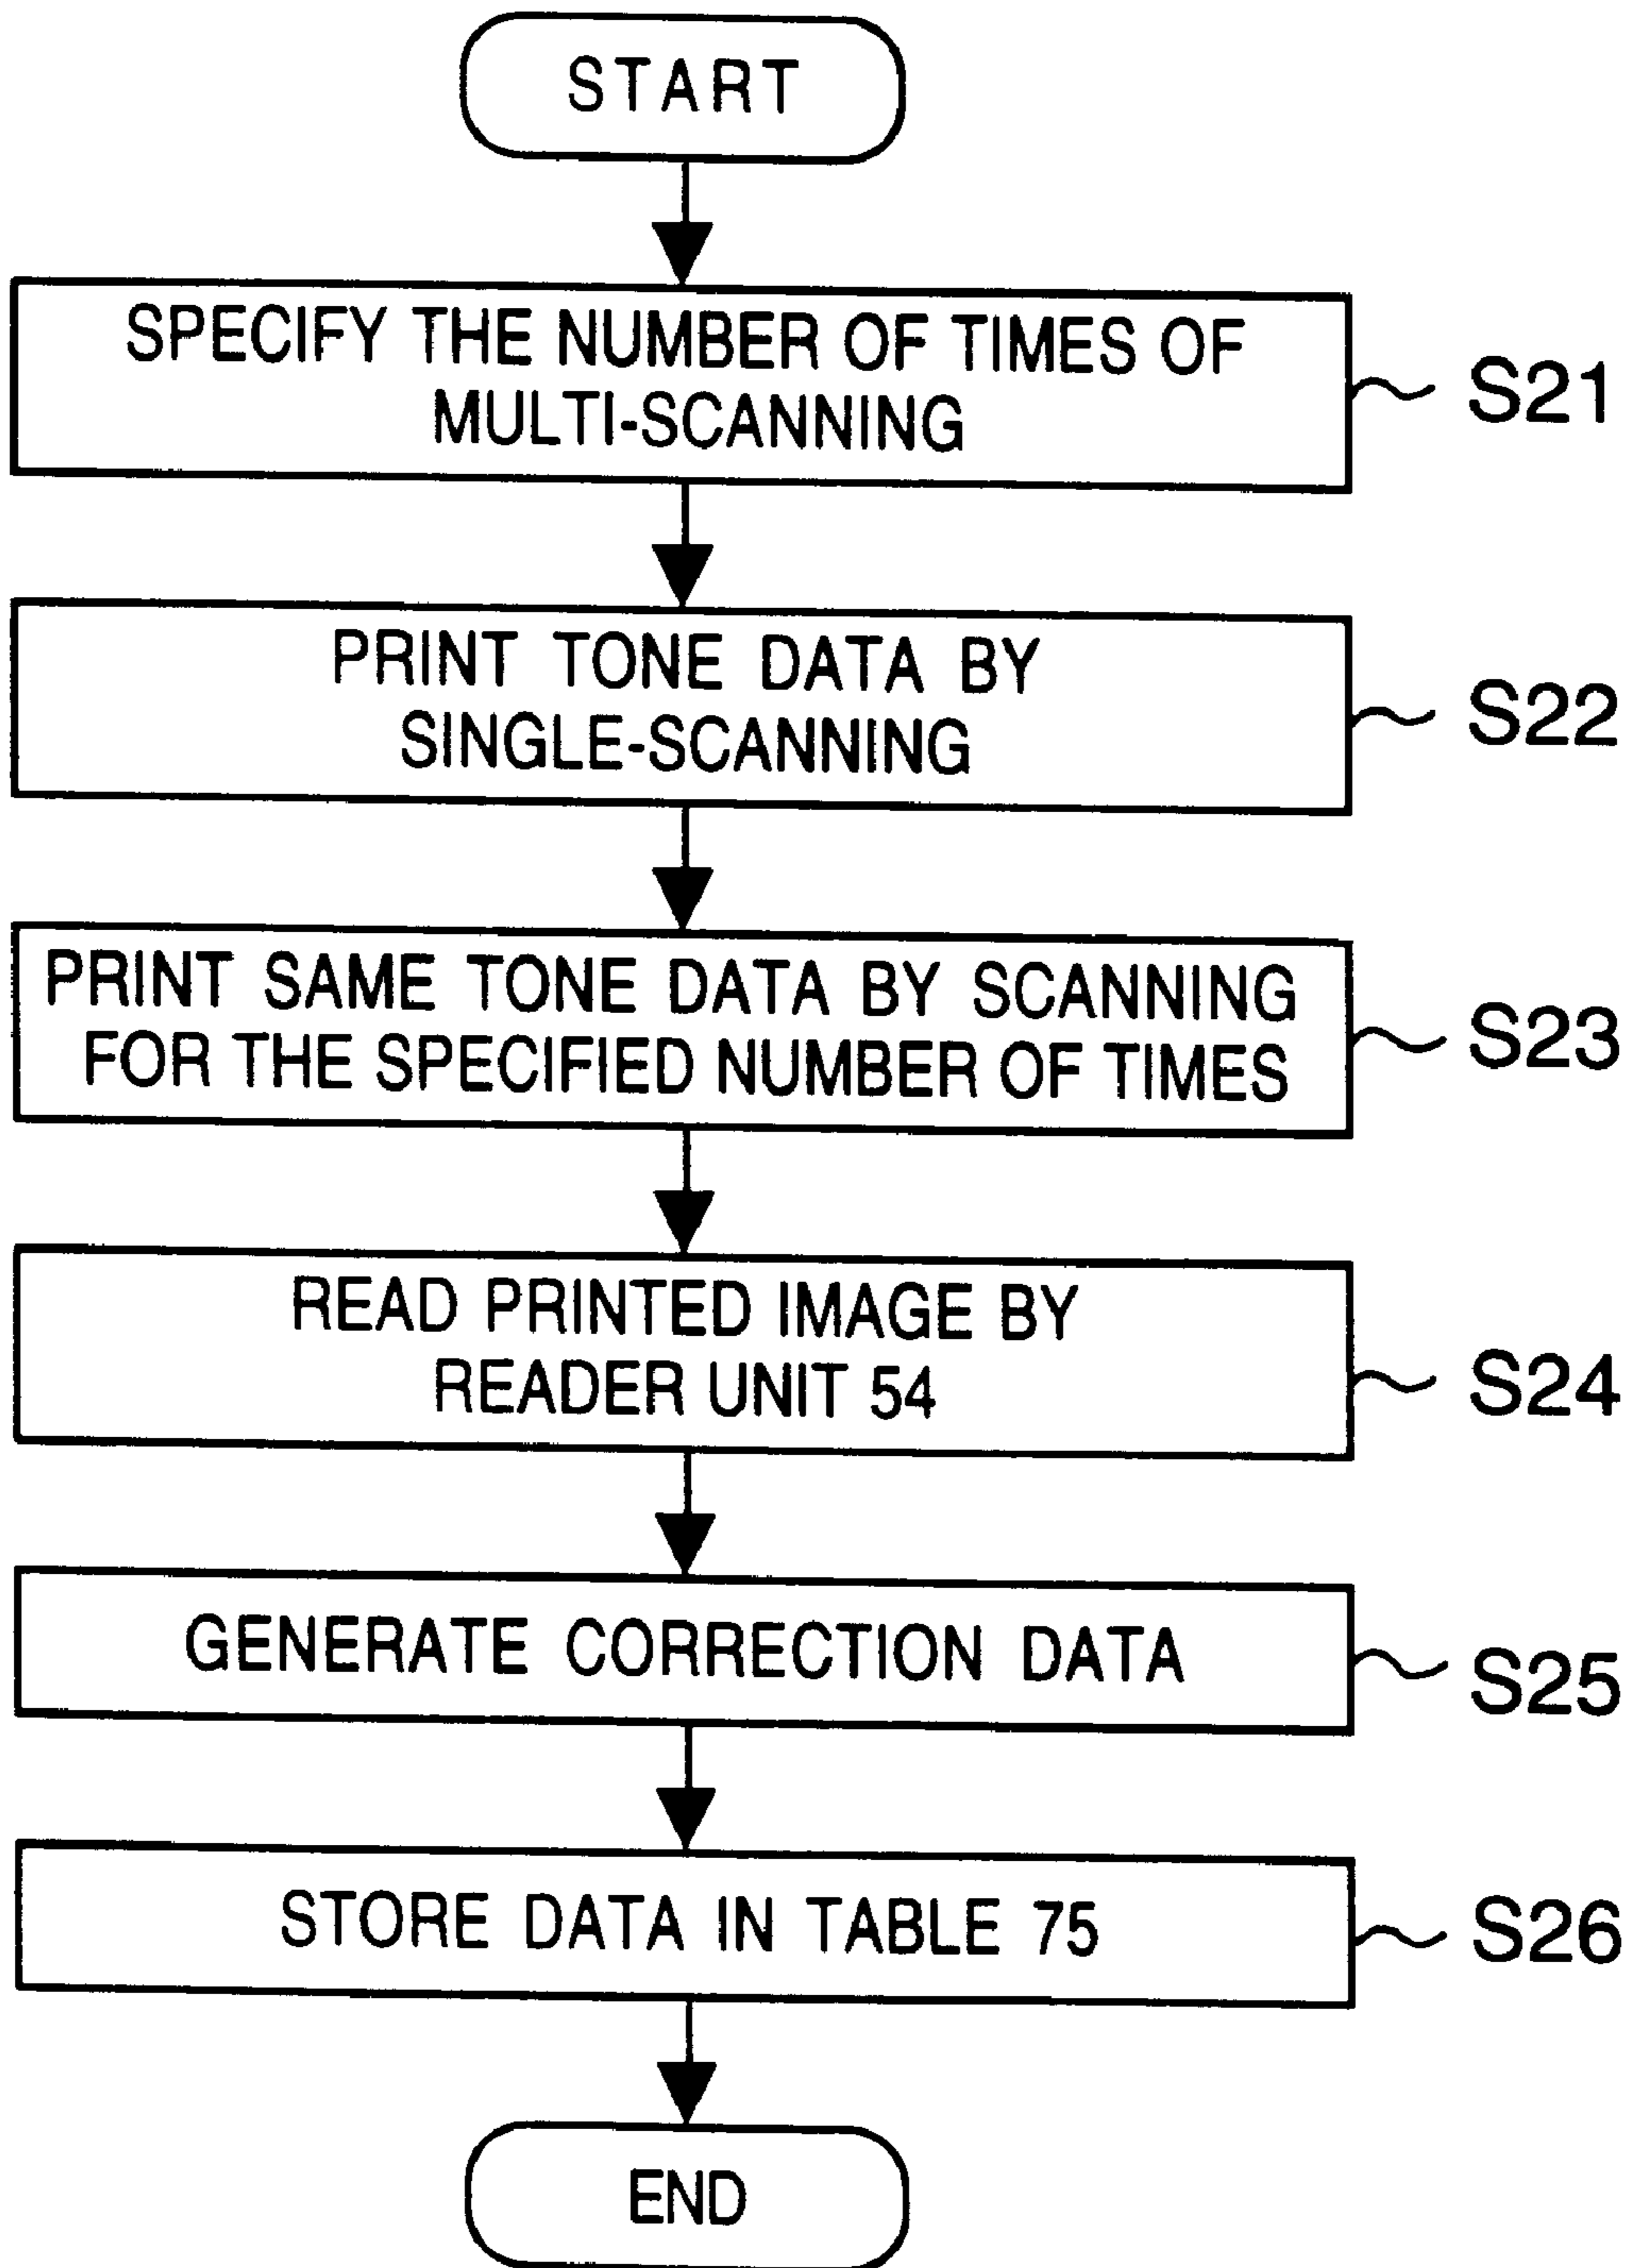 START
SPECIFY THE NUMBER OF TIMES OF
MULTI-SCANNING
S21
PRINT TONE DATA BY
SINGLE-SCANNING
S22
PRINT SAME TONE DATA BY SCANNING
FOR THE SPECIFIED NUMBER OF TIMES
S23
READ PRINTED IMAGE BY
READER UNIT 54
S24
GENERATE CORRECTION DATA
S25
STORE DATA IN TABLE 75
S26
END